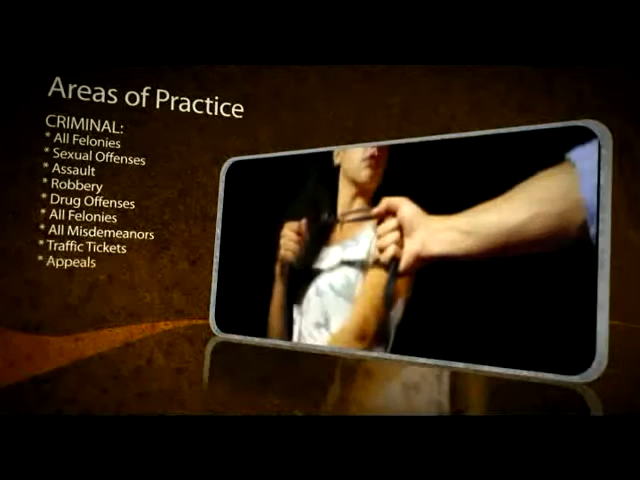 Areas of Practice
CRIMINAL:
* All Felonies
* Sexual Offenses
* Assault
* Robbery
* Drug Offenses
* All Felonies
* All Misdemeanors
* Traffic Tickets
* Appeals